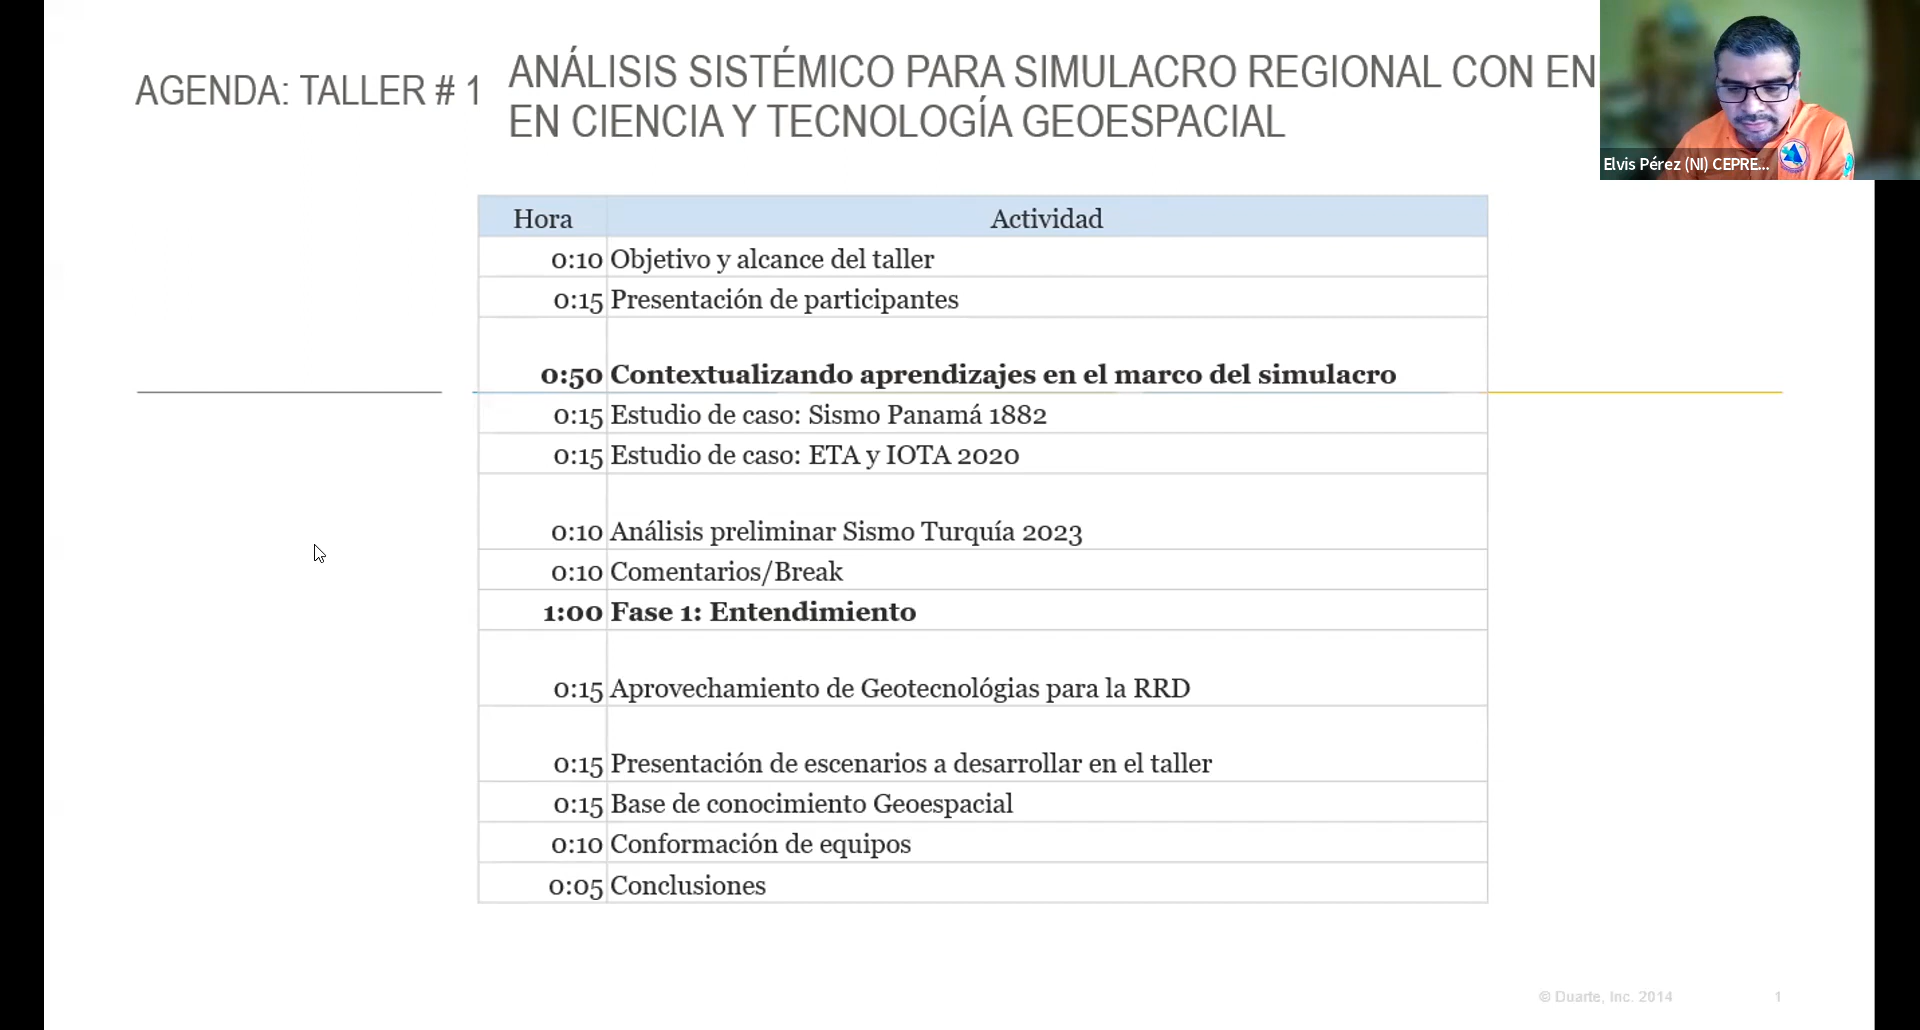 AGENDA: TALLER # 1
ANÁLISIS SISTÉMICO PARA SIMULACRO REGIONAL CON EN
EN CIENCIA Y TECNOLOGÍA GEOESPACIAL
Elvis Pérez (NI) CEPRE...
Hora Actividad
0:10 Objetivo y alcance del taller
0:15 Presentación de participantes
0:50 Contextualizando aprendizajes en el marco del simulacro
0:15 Estudio de caso: Sismo Panamá 1882
0:15 Estudio de caso: ETA y IOTA 2020
0:10 Análisis preliminar Sismo Turquía 2023
0:10 Comentarios/Break
1:00 Fase 1: Entendimiento
0:15 Aprovechamiento de Geotecnológias para la RRD
0:15 Presentación de escenarios a desarrollar en el taller
0:15 Base de conocimiento Geoespacial
0:10 Conformación de equipos
0:05 Conclusiones
© Duarte, Inc. 2014 1